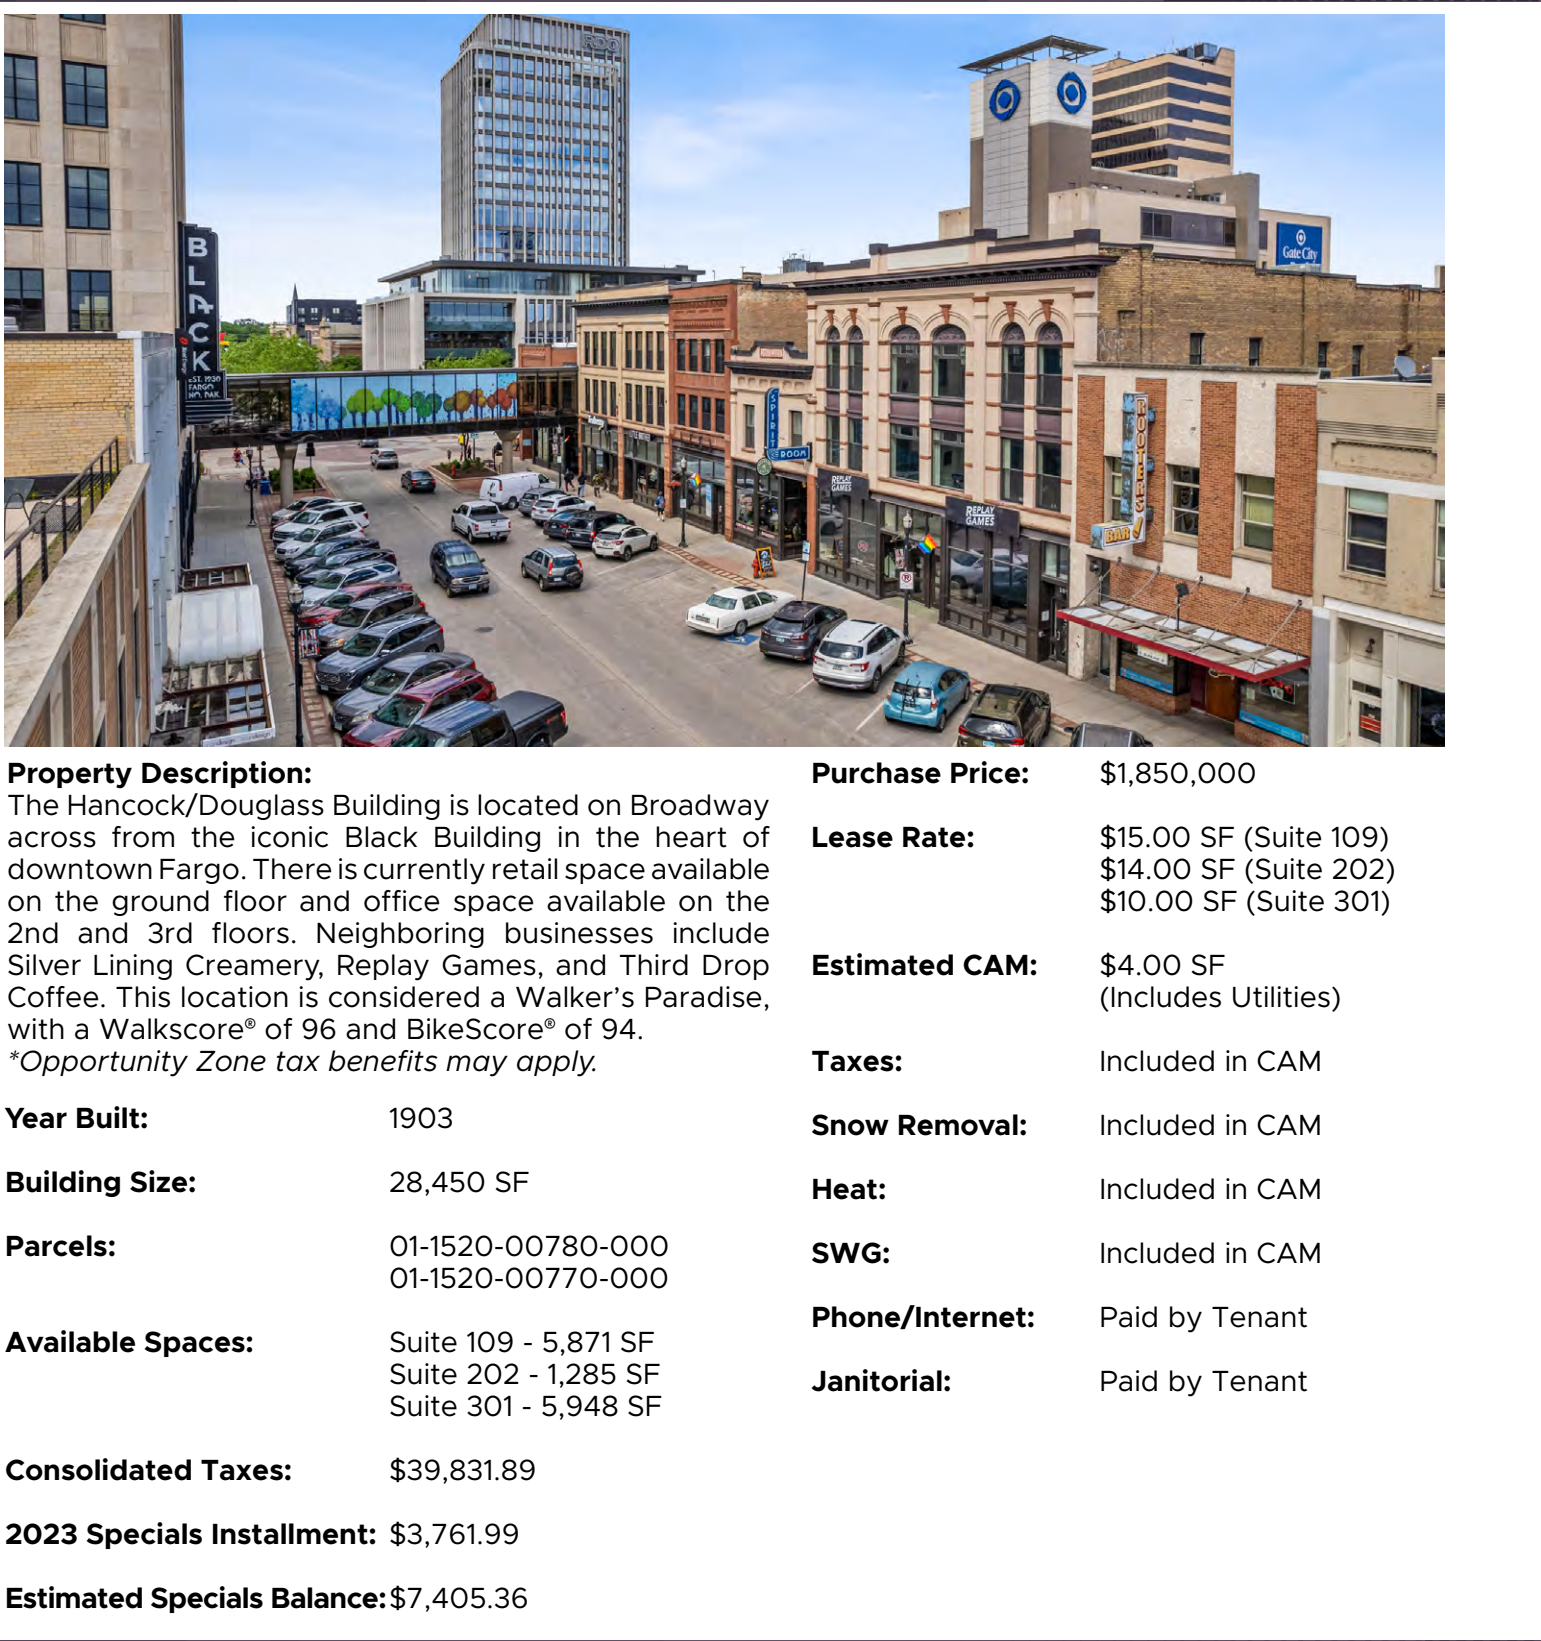 RDO
Gate City
BLACK
EST. 1930
FARGO
NO. DAK.
SPIRIT
ROOM
REPLAY
GAMES
REPLAY
GAMES
ROOTERS
BAR
Property Description:
The Hancock/Douglass Building is located on Broadway
across from the iconic Black Building in the heart of
downtown Fargo. There is currently retail space available
on the ground floor and office space available on the
2nd and 3rd floors. Neighboring businesses include
Silver Lining Creamery, Replay Games, and Third Drop
Coffee. This location is considered a Walker's Paradise,
with a Walkscore® of 96 and BikeScore® of 94.
*Opportunity Zone tax benefits may apply.
Year Built: 1903
Building Size: 28,450 SF
Parcels: 01-1520-00780-000
01-1520-00770-000
Available Spaces: Suite 109 - 5,871 SF
Suite 202 - 1,285 SF
Suite 301 - 5,948 SF
Consolidated Taxes: $39,831.89
2023 Specials Installment: $3,761.99
Estimated Specials Balance: $7,405.36
Purchase Price: $1,850,000
Lease Rate: $15.00 SF (Suite 109)
$14.00 SF (Suite 202)
$10.00 SF (Suite 301)
Estimated CAM: $4.00 SF
(Includes Utilities)
Taxes: Included in CAM
Snow Removal: Included in CAM
Heat: Included in CAM
SWG: Included in CAM
Phone/Internet: Paid by Tenant
Janitorial: Paid by Tenant